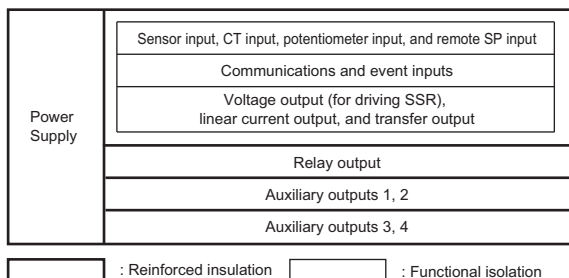 Power
Supply
Sensor input, CT input, potentiometer input, and remote SP input
Communications and event inputs
Voltage output (for driving SSR),
linear current output, and transfer output
Relay output
Auxiliary outputs 1, 2
Auxiliary outputs 3, 4
: Reinforced insulation
: Functional isolation